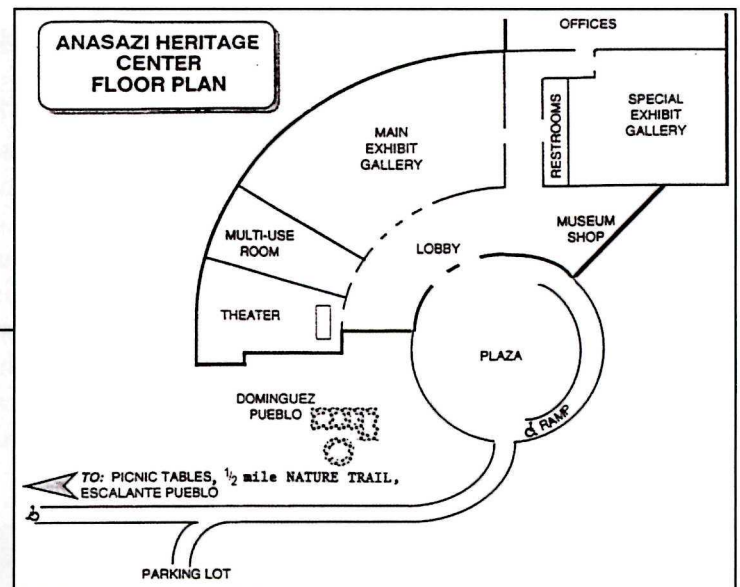 ANASAZI HERITAGE
CENTER
FLOOR PLAN
OFFICES
MAIN
EXHIBIT
GALLERY
RESTROOMS
SPECIAL
EXHIBIT
GALLERY
MULTI-USE
ROOM
LOBBY
MUSEUM
SHOP
THEATER
PLAZA
DOMINGUEZ
PUEBLO
RAMP
TO: PICNIC TABLES, 1/2 mile NATURE TRAIL,
ESCALANTE PUEBLO
PARKING LOT